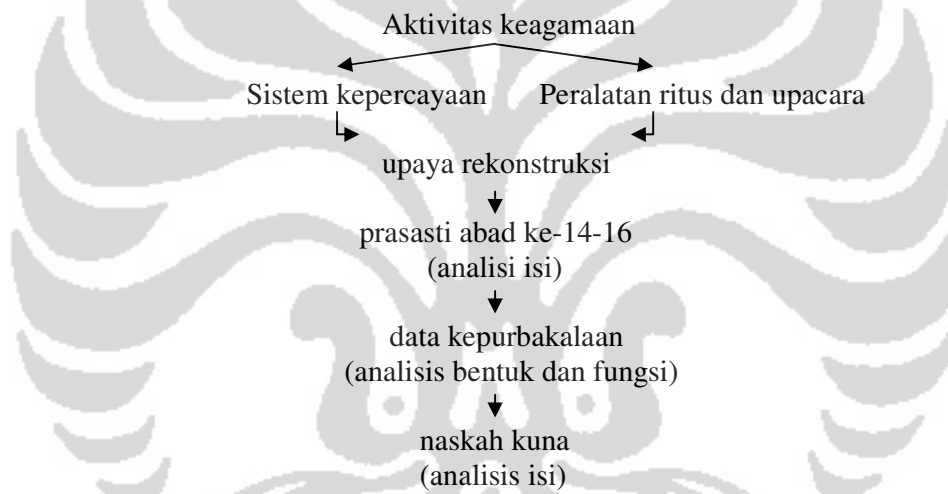 Aktivitas keagamaan
Sistem kepercayaan Peralatan ritus dan upacara
upaya rekonstruksi
prasasti abad ke-14-16
(analisi isi)
data kepurbakalaan
(analisis bentuk dan fungsi)
naskah kuna
(analisis isi)